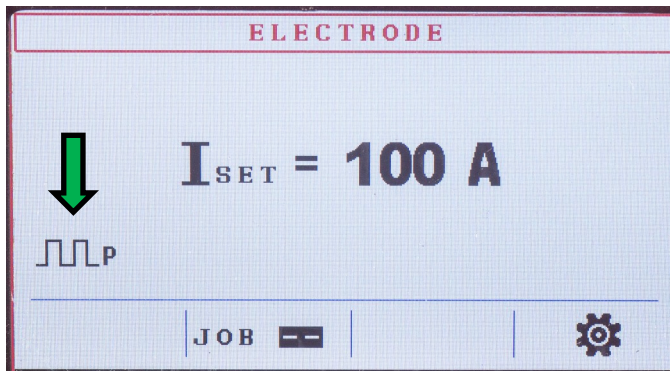 ELECTRODE
ISET = 100 A
P
JOB --